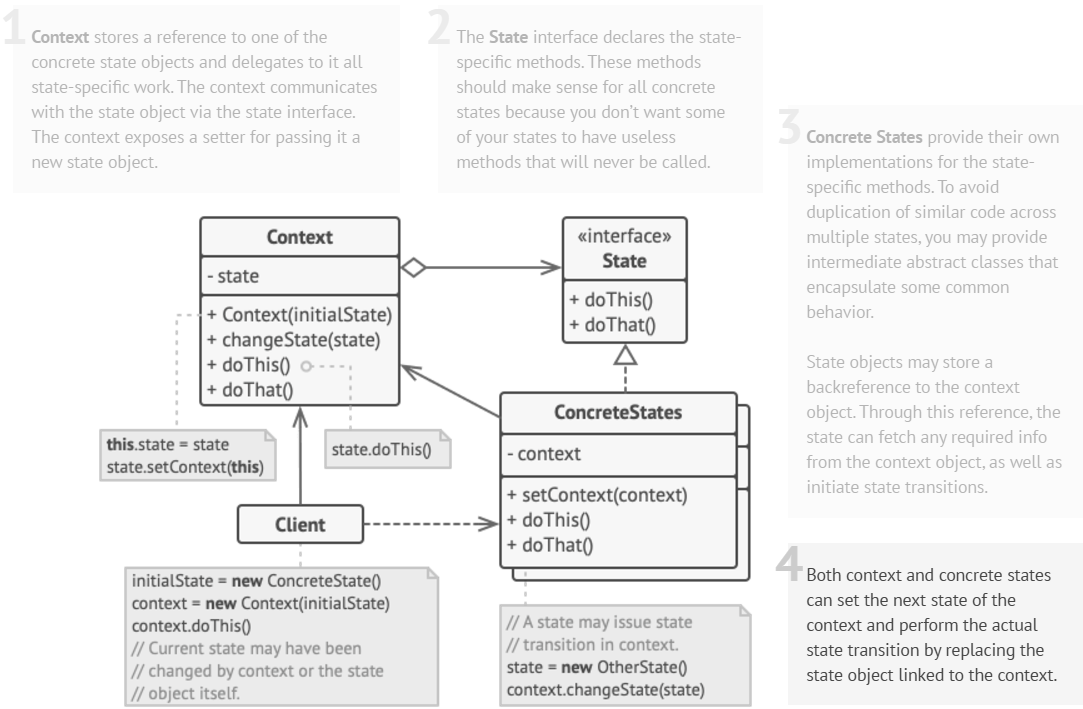 1
Context stores a reference to one of the
concrete state objects and delegates to it all
state-specific work. The context communicates
with the state object via the state interface.
The context exposes a setter for passing it a
new state object.
2
The State interface declares the state-
specific methods. These methods
should make sense for all concrete
states because you don't want some
of your states to have useless
methods that will never be called.
3
Concrete States provide their own
implementations for the state-
specific methods. To avoid
duplication of similar code across
multiple states, you may provide
intermediate abstract classes that
encapsulate some common
behavior.
State objects may store a
backreference to the context
object. Through this reference, the
state can fetch any required info
from the context object, as well as
initiate state transitions.
Context
- state
+ Context(initialState)
+ changeState(state)
+ doThis()
+ doThat()
«interface»
State
+ doThis()
+ doThat()
this.state = state
state.setContext(this)
state.doThis()
ConcreteStates
- context
+ setContext(context)
+ doThis()
+ doThat()
Client
initialState = new ConcreteState()
context = new Context(initialState)
context.doThis()
// Current state may have been
// changed by context or the state
// object itself.
// A state may issue state
// transition in context.
state = new OtherState()
context.changeState(state)
4
Both context and concrete states
can set the next state of the
context and perform the actual
state transition by replacing the
state object linked to the context.